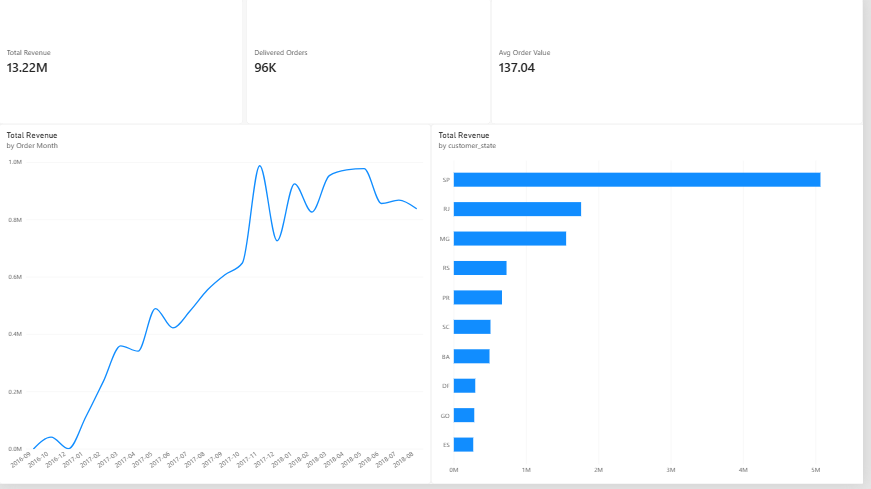 Total Revenue
13.22M
Delivered Orders
96K
Avg Order Value
137.04
Total Revenue
by Order Month
1.0M
0.8M
0.6M
0.4M
0.2M
0.0M
2016-09
2016-10
2016-12
2017-01
2017-02
2017-03
2017-04
2017-05
2017-06
2017-07
2017-08
2017-09
2017-10
2017-11
2017-12
2018-01
2018-02
2018-03
2018-04
2018-05
2018-06
2018-07
2018-08
Total Revenue
by customer_state
SP
RJ
MG
RS
PR
SC
BA
DF
GO
ES
0M
1M
2M
3M
4M
5M